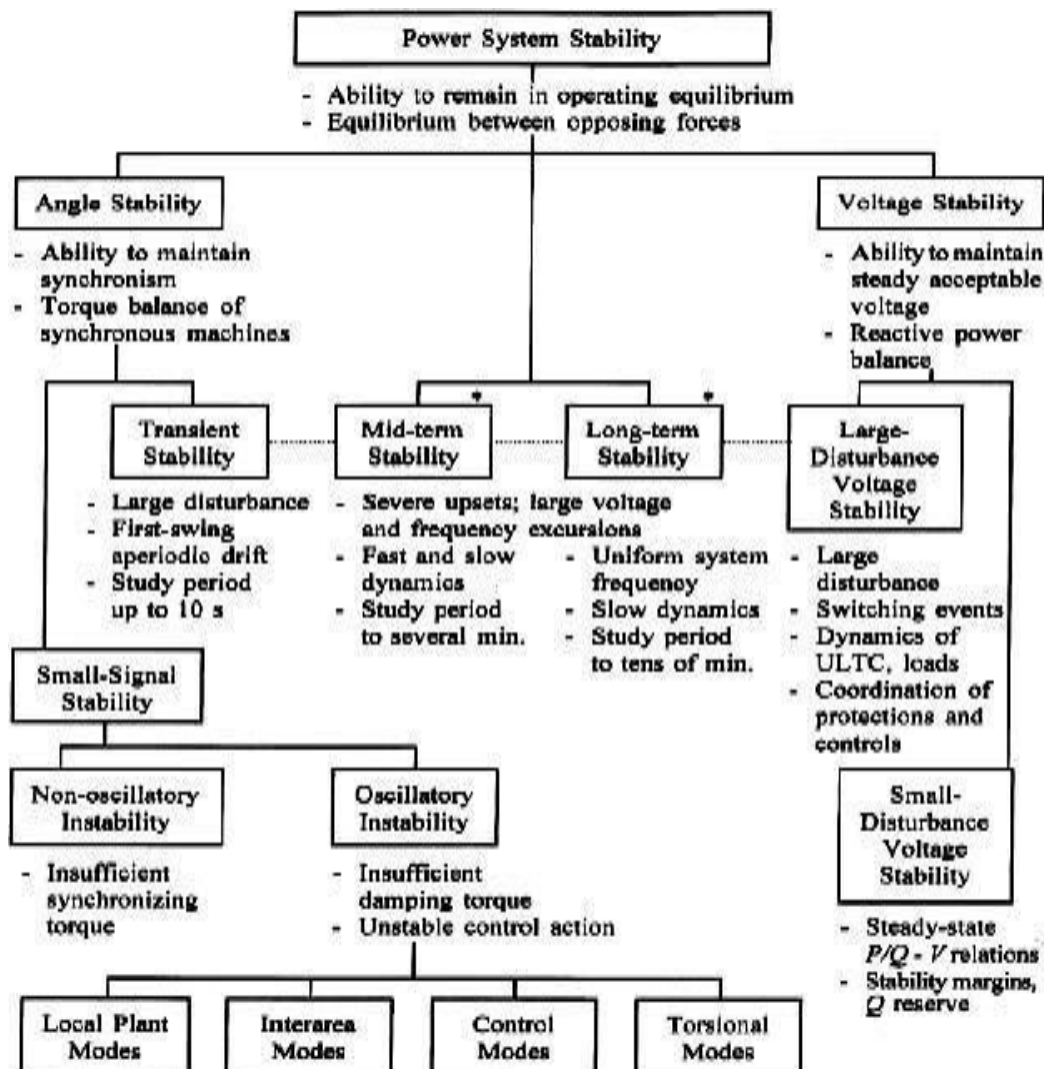 Power System Stability
- Ability to remain in operating equilibrium
- Equilibrium between opposing forces
Angle Stability
- Ability to maintain
synchronism
- Torque balance of
synchronous machines
Voltage Stability
- Ability to maintain
steady acceptable
voltage
- Reactive power
balance
Transient
Stability
- Large disturbance
- First-swing
aperiodic drift
- Study period
up to 10 s
*
Mid-term
Stability
- Severe upsets; large voltage
and frequency excursions
- Fast and slow
dynamics
- Study period
to several min.
*
Long-term
Stability
- Uniform system
frequency
- Slow dynamics
- Study period
to tens of min.
Large-
Disturbance
Voltage
Stability
- Large
disturbance
- Switching events
- Dynamics of
ULTC, loads
- Coordination of
protections and
controls
Small-Signal
Stability
Non-oscillatory
Instability
- Insufficient
synchronizing
torque
Oscillatory
Instability
- Insufficient
damping torque
- Unstable control action
Small-
Disturbance
Voltage
Stability
- Steady-state
P/Q - V relations
- Stability margins,
Q reserve
Local Plant
Modes
Interarea
Modes
Control
Modes
Torsional
Modes